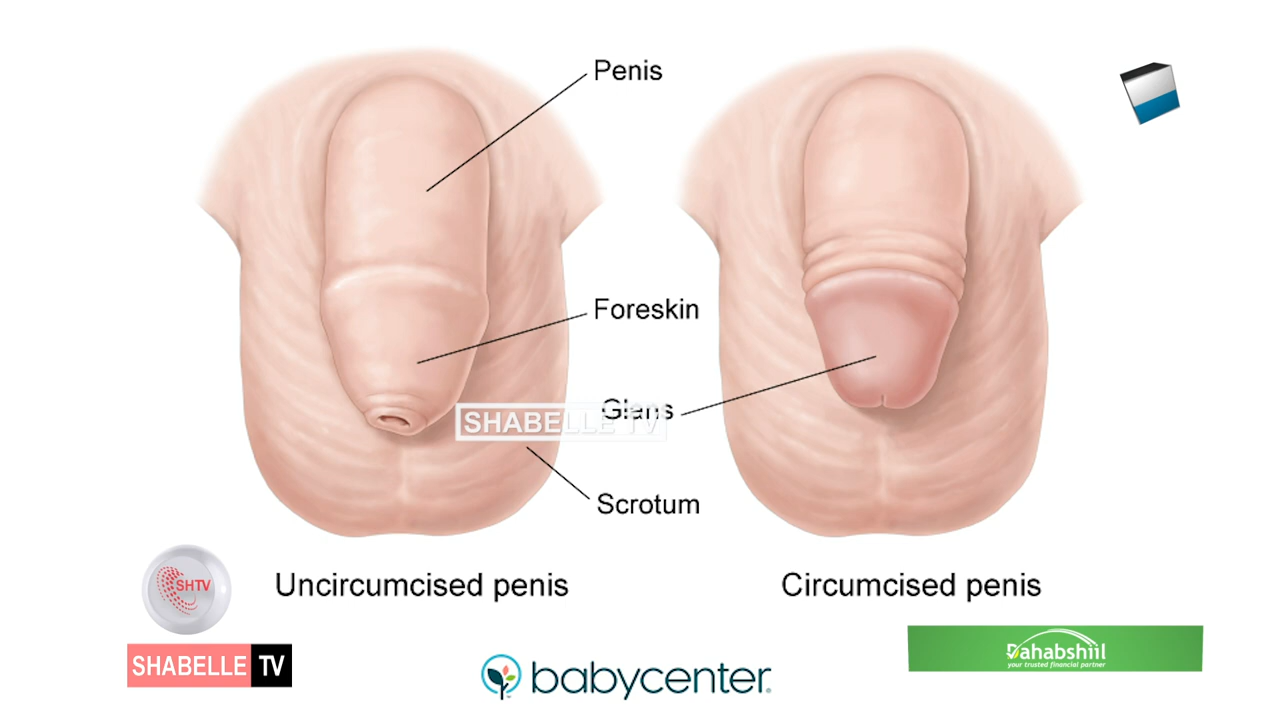 Penis
Foreskin
SHABELLE TV
Glans
Scrotum
Uncircumcised penis
Circumcised penis
SHTV
SHABELLE TV
babycenter
Dahabshiil
your trusted financial partner